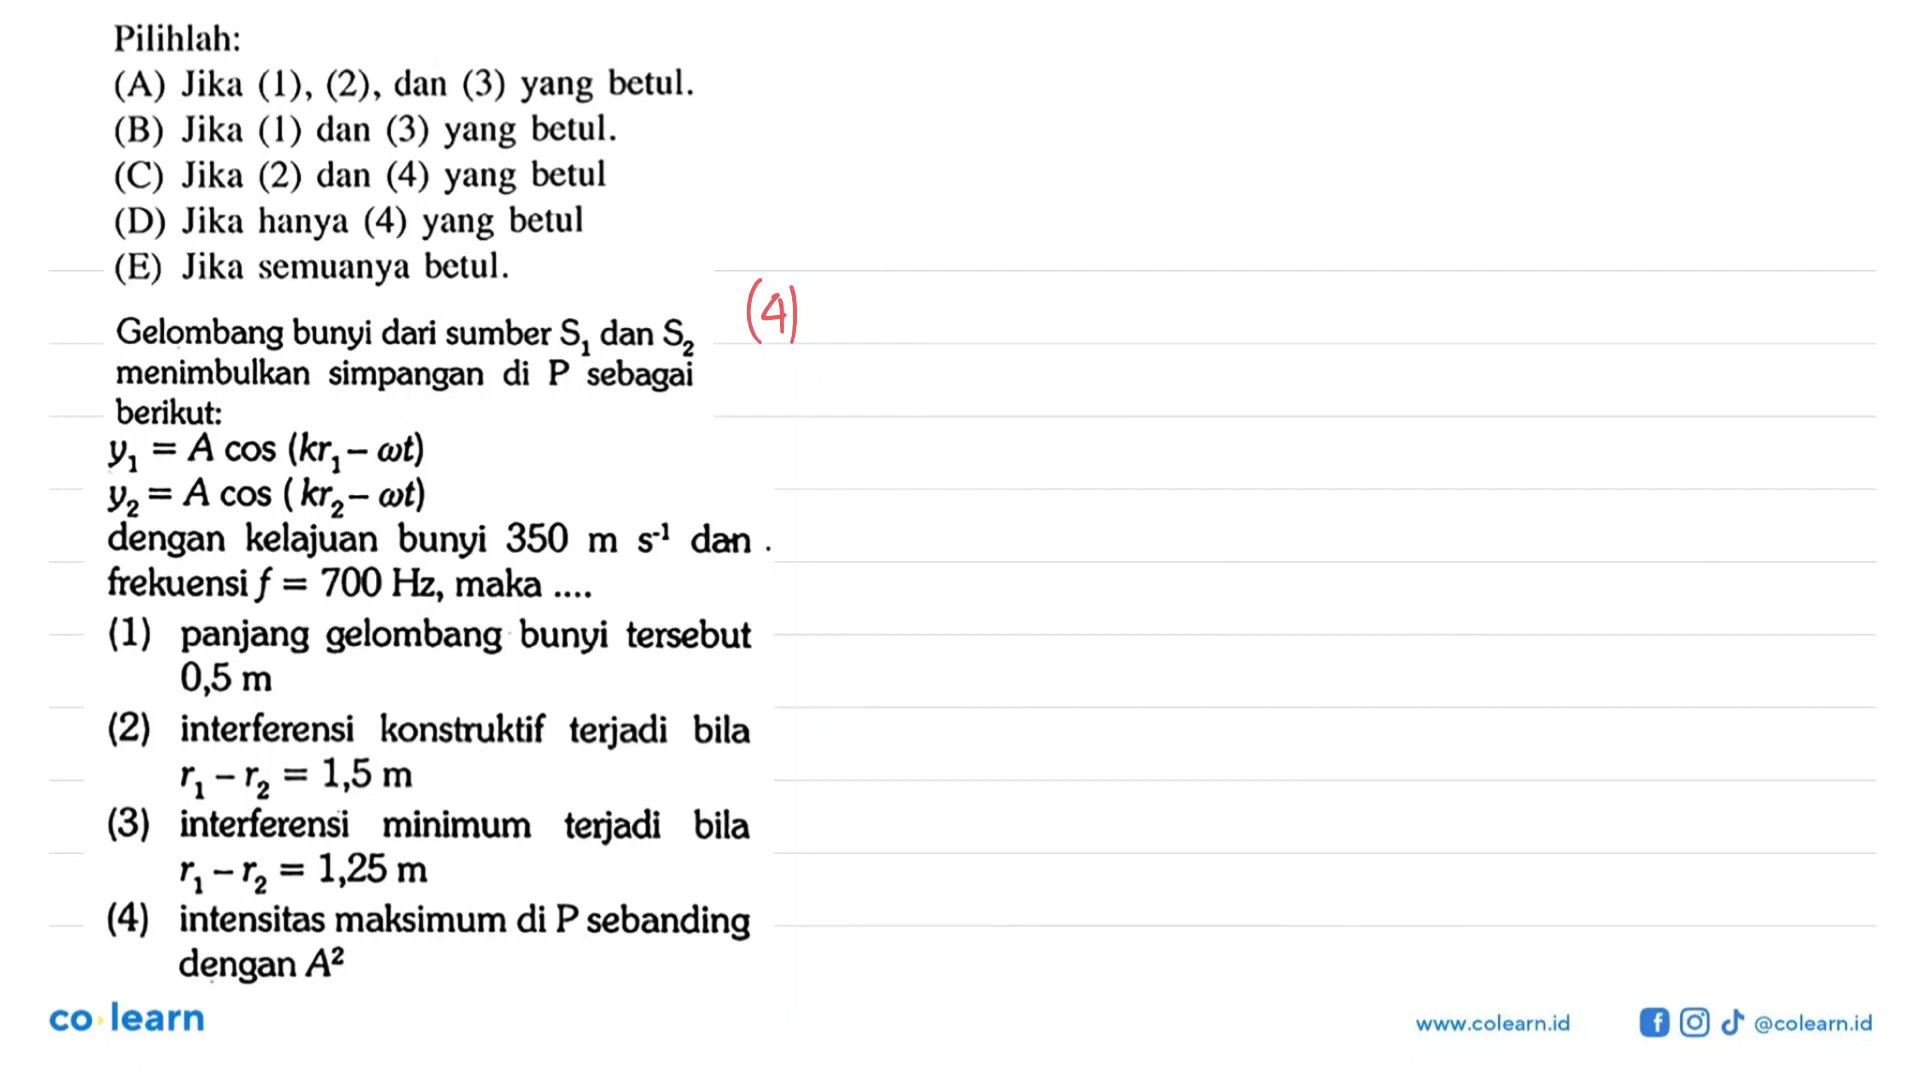 Pilihlah:
(A) Jika (1), (2), dan (3) yang betul.
(B) Jika (1) dan (3) yang betul.
(C) Jika (2) dan (4) yang betul
(D) Jika hanya (4) yang betul
(E) Jika semuanya betul.
(4)
Gelombang bunyi dari sumber S₁ dan S₂
menimbulkan simpangan di P sebagai
berikut:
y₁ = A cos (kr₁ – ωt)
y₂ = A cos ( kr₂ – ωt)
dengan kelajuan bunyi 350 m s⁻¹ dan .
frekuensi f = 700 Hz, maka ....
(1) panjang gelombang bunyi tersebut
0,5 m
(2) interferensi konstruktif terjadi bila
r₁ – r₂ = 1,5 m
(3) interferensi minimum terjadi bila
r₁ – r₂ = 1,25 m
(4) intensitas maksimum di P sebanding
dengan A²
co learn
www.colearn.id
@colearn.id